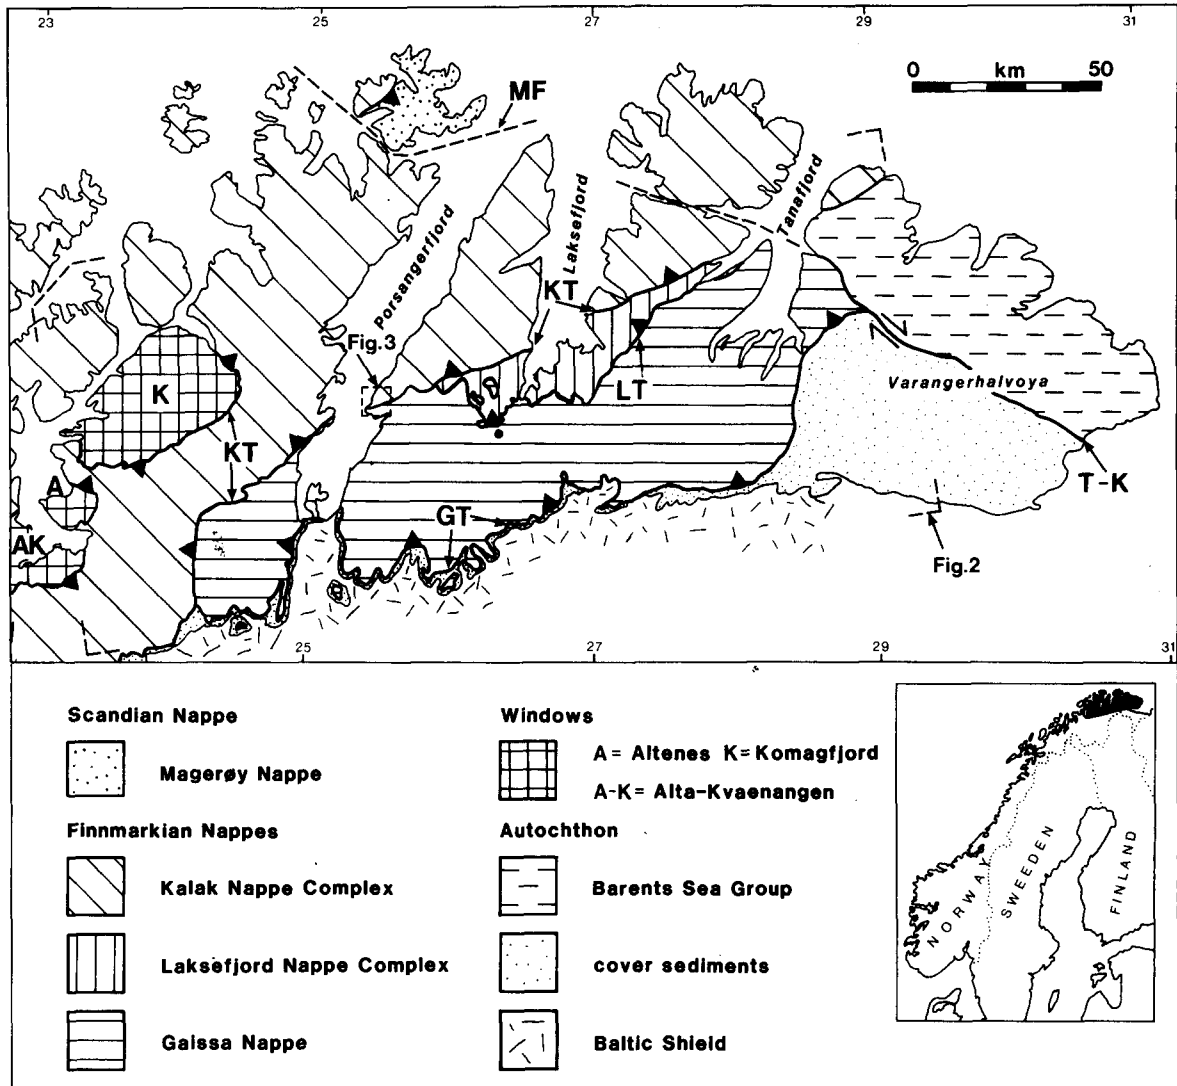 23 25 27 29 31
0 km 50
MF
Porsangerfjord
Laksefjord
Tanafjord
KT
Fig.3
K
LT
Varangerhalvoya
KT
A
T-K
GT
AK
Fig.2
25 27 29 31
Scandian Nappe
Magerøy Nappe
Finnmarkian Nappes
Kalak Nappe Complex
Laksefjord Nappe Complex
Gaissa Nappe
Windows
A= Altenes K= Komagfjord
A-K= Alta-Kvaenangen
Autochthon
Barents Sea Group
cover sediments
Baltic Shield
NORWAY
SWEEDEN
FINLAND